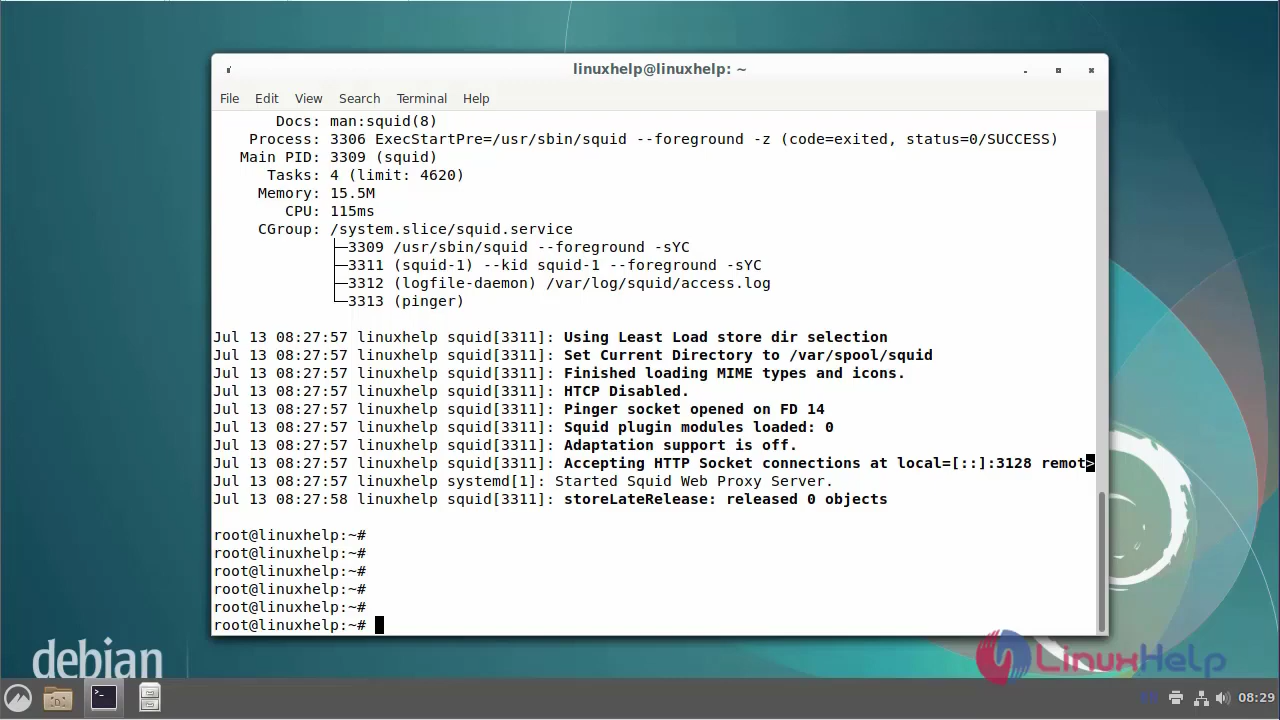 linuxhelp@linuxhelp: ~
File Edit View Search Terminal Help
Docs: man:squid(8)
Process: 3306 ExecStartPre=/usr/sbin/squid --foreground -z (code=exited, status=0/SUCCESS)
Main PID: 3309 (squid)
Tasks: 4 (limit: 4620)
Memory: 15.5M
CPU: 115ms
CGroup: /system.slice/squid.service
├─3309 /usr/sbin/squid --foreground -sYC
├─3311 (squid-1) --kid squid-1 --foreground -sYC
├─3312 (logfile-daemon) /var/log/squid/access.log
└─3313 (pinger)
Jul 13 08:27:57 linuxhelp squid[3311]: Using Least Load store dir selection
Jul 13 08:27:57 linuxhelp squid[3311]: Set Current Directory to /var/spool/squid
Jul 13 08:27:57 linuxhelp squid[3311]: Finished loading MIME types and icons.
Jul 13 08:27:57 linuxhelp squid[3311]: HTCP Disabled.
Jul 13 08:27:57 linuxhelp squid[3311]: Pinger socket opened on FD 14
Jul 13 08:27:57 linuxhelp squid[3311]: Squid plugin modules loaded: 0
Jul 13 08:27:57 linuxhelp squid[3311]: Adaptation support is off.
Jul 13 08:27:57 linuxhelp squid[3311]: Accepting HTTP Socket connections at local=[::]:3128 remot>
Jul 13 08:27:57 linuxhelp systemd[1]: Started Squid Web Proxy Server.
Jul 13 08:27:58 linuxhelp squid[3311]: storeLateRelease: released 0 objects
root@linuxhelp:~#
root@linuxhelp:~#
root@linuxhelp:~#
root@linuxhelp:~#
root@linuxhelp:~#
root@linuxhelp:~#
debian
LinuxHelp
08:29